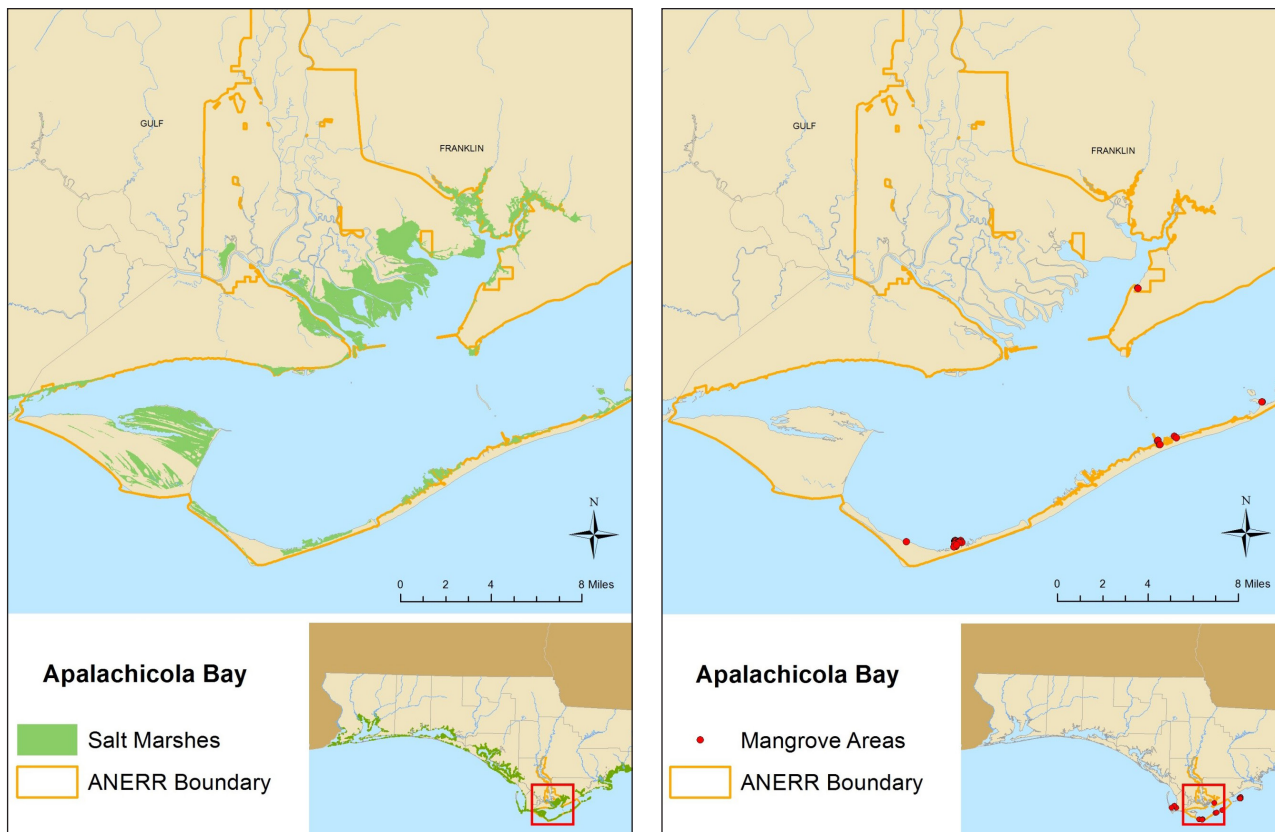 GULF
FRANKLIN
N
0 2 4 8 Miles
Apalachicola Bay
Salt Marshes
ANERR Boundary
GULF
FRANKLIN
N
0 2 4 8 Miles
Apalachicola Bay
Mangrove Areas
ANERR Boundary